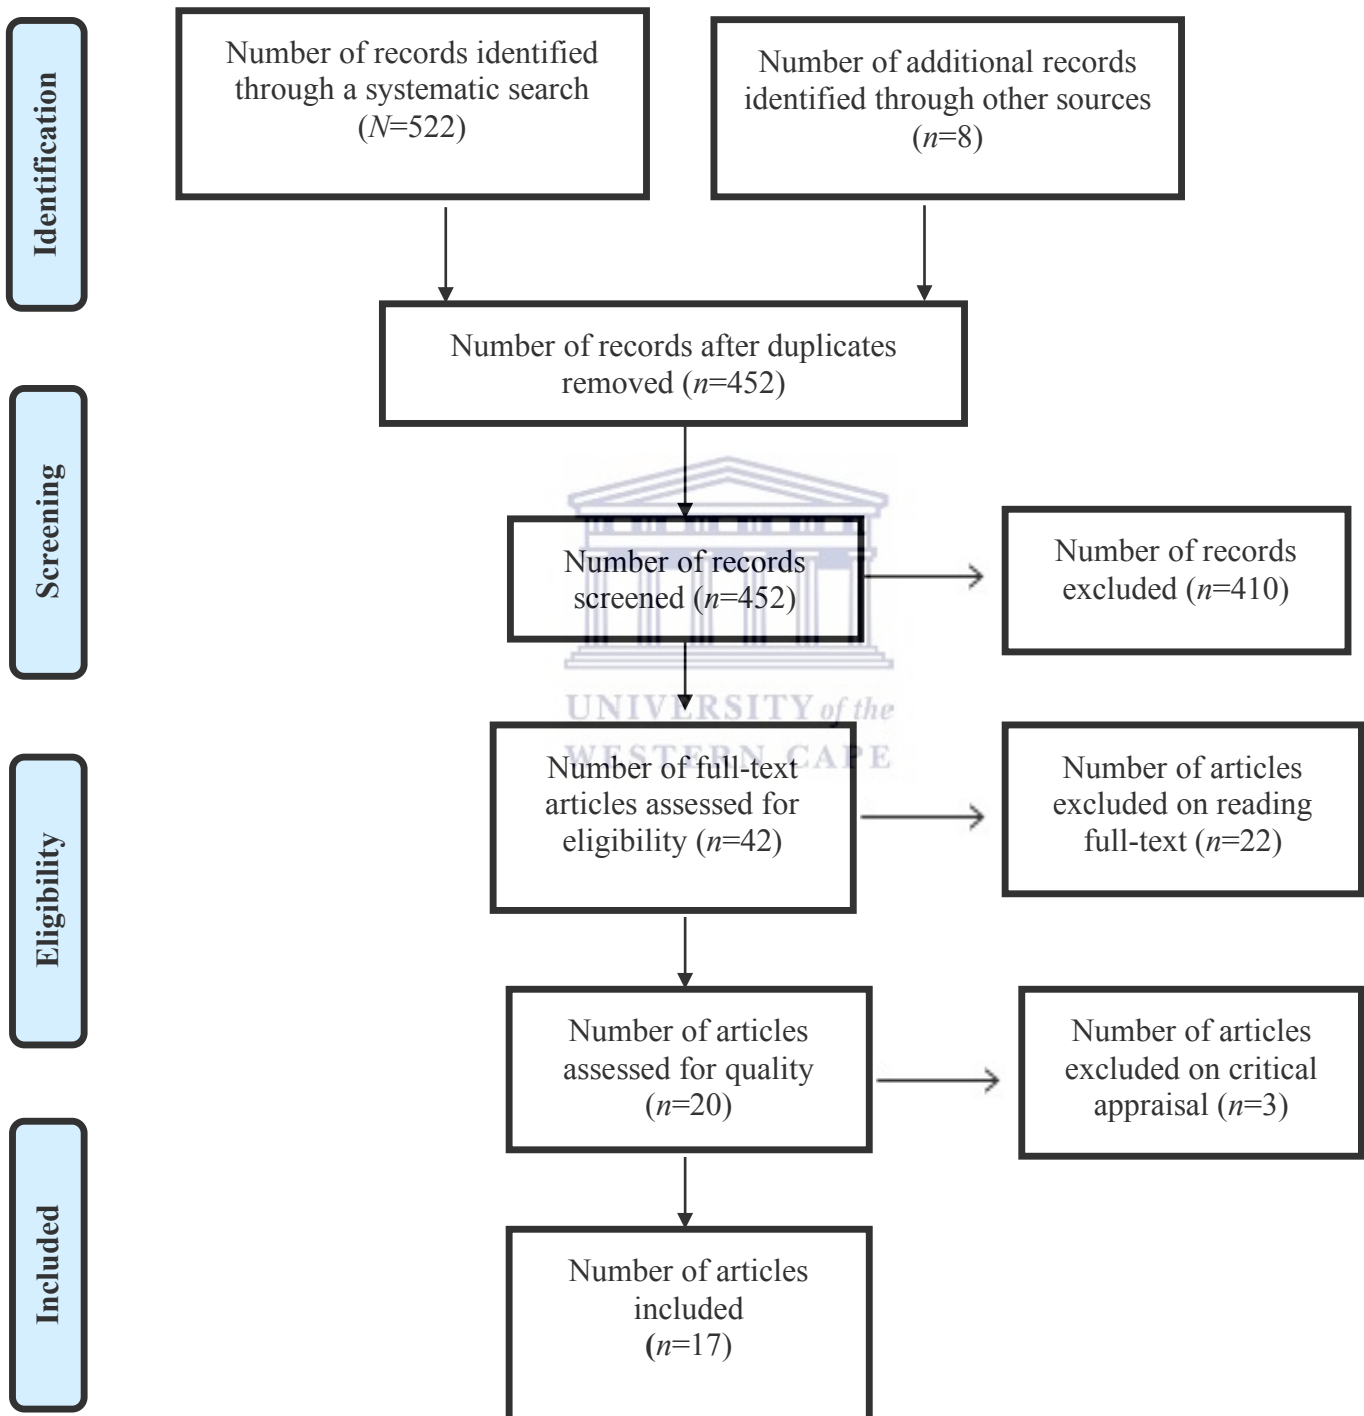 Identification
Number of records identified
through a systematic search
(N=522)
Number of additional records
identified through other sources
(n=8)
Number of records after duplicates
removed (n=452)
Screening
Number of records
screened (n=452)
Number of records
excluded (n=410)
UNIVERSITY of the
WESTERN CAPE
Eligibility
Number of full-text
articles assessed for
eligibility (n=42)
Number of articles
excluded on reading
full-text (n=22)
Number of articles
assessed for quality
(n=20)
Number of articles
excluded on critical
appraisal (n=3)
Included
Number of articles
included
(n=17)